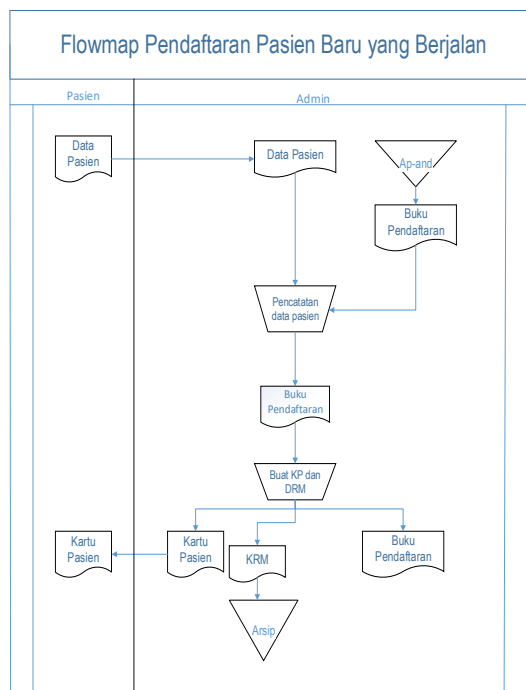 Flowmap Pendaftaran Pasien Baru yang Berjalan
Pasien
Admin
Data
Pasien
Data Pasien
Ap-and
Buku
Pendaftaran
Pencatatan
data pasien
Buku
Pendaftaran
Buat KP dan
DRM
Kartu
Pasien
Kartu
Pasien
KRM
Buku
Pendaftaran
Arsip